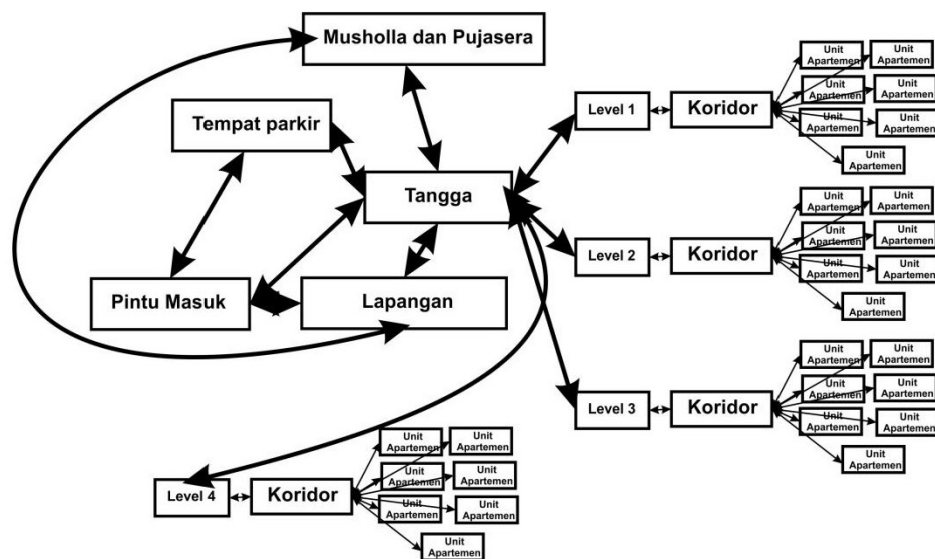 Musholla dan Pujasera
Tempat parkir
Tangga
Pintu Masuk
Lapangan
Level 1
Koridor
Unit
Apartemen
Unit
Apartemen
Unit
Apartemen
Unit
Apartemen
Unit
Apartemen
Unit
Apartemen
Unit
Apartemen
Level 2
Koridor
Unit
Apartemen
Unit
Apartemen
Unit
Apartemen
Unit
Apartemen
Unit
Apartemen
Unit
Apartemen
Unit
Apartemen
Level 3
Koridor
Unit
Apartemen
Unit
Apartemen
Unit
Apartemen
Unit
Apartemen
Unit
Apartemen
Unit
Apartemen
Unit
Apartemen
Level 4
Koridor
Unit
Apartemen
Unit
Apartemen
Unit
Apartemen
Unit
Apartemen
Unit
Apartemen
Unit
Apartemen
Unit
Apartemen